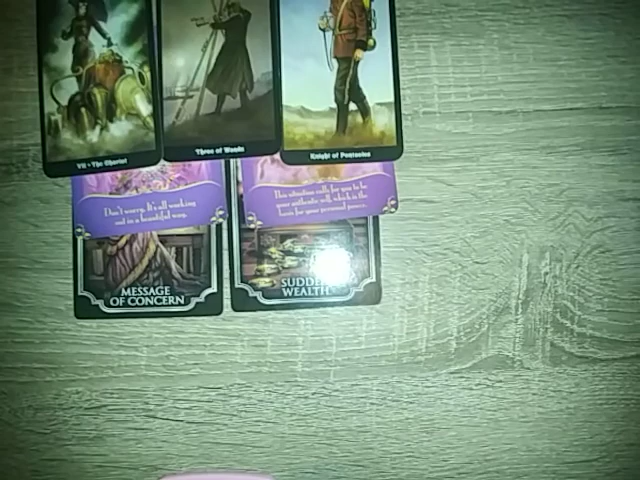 VII • The Chariot
Three of Wands
Knight of Pentacles
Don't worry. It's all working
out in a beautiful way.
This situation calls for you to be
your authentic self, which is the
basis for your personal power.
MESSAGE
OF CONCERN
SUDDEN
WEALTH